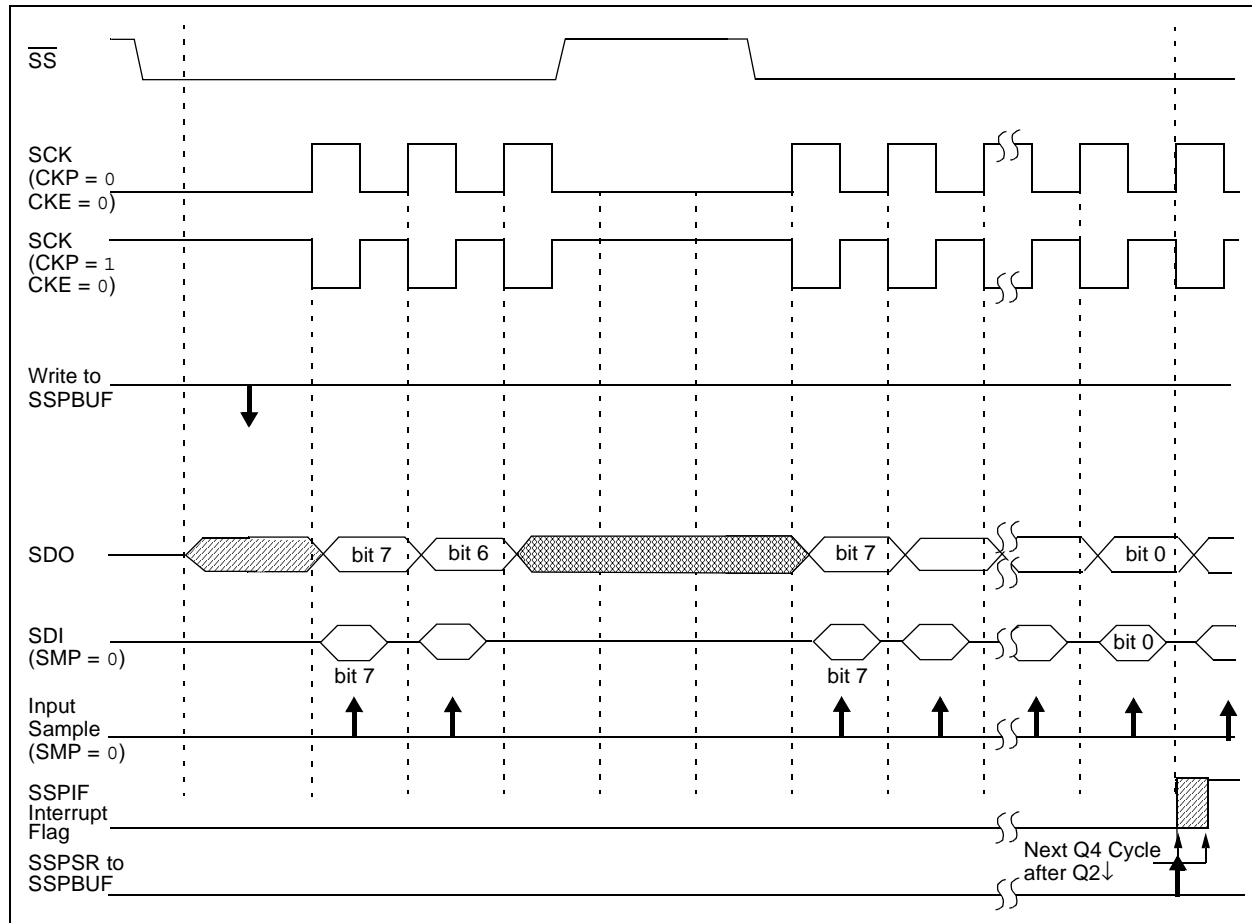 SS
SCK
(CKP = 0
CKE = 0)
SCK
(CKP = 1
CKE = 0)
Write to
SSPBUF
SDO
bit 7
bit 6
bit 7
bit 0
SDI
(SMP = 0)
bit 7
bit 7
bit 0
Input
Sample
(SMP = 0)
SSPIF
Interrupt
Flag
SSPSR to
SSPBUF
Next Q4 Cycle
after Q2↓